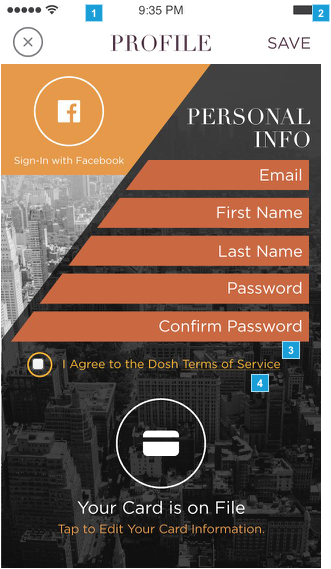 1
9:35 PM
2
PROFILE
SAVE
Sign-In with Facebook
PERSONAL
INFO
Email
First Name
Last Name
Password
Confirm Password
3
I Agree to the Dosh Terms of Service
4
Your Card is on File
Tap to Edit Your Card Information.